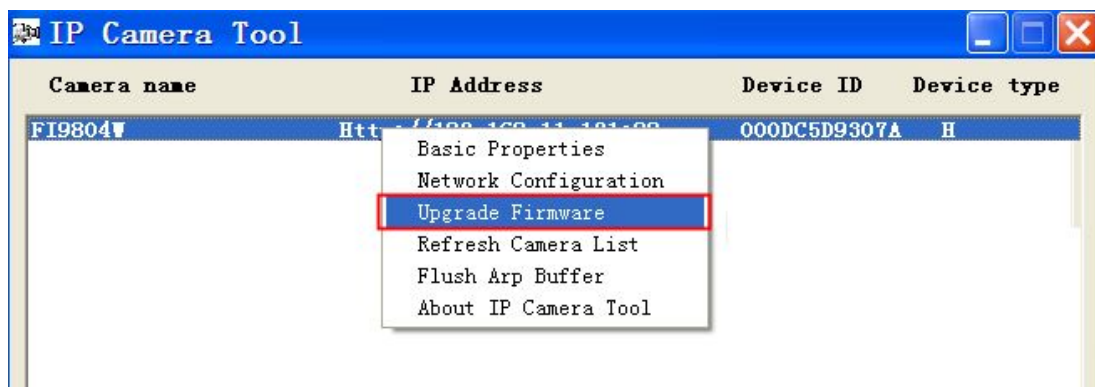 IP Camera Tool
Camera name IP Address Device ID Device type
FI9804W 000DC5D9307A H
Basic Properties
Network Configuration
Upgrade Firmware
Refresh Camera List
Flush Arp Buffer
About IP Camera Tool